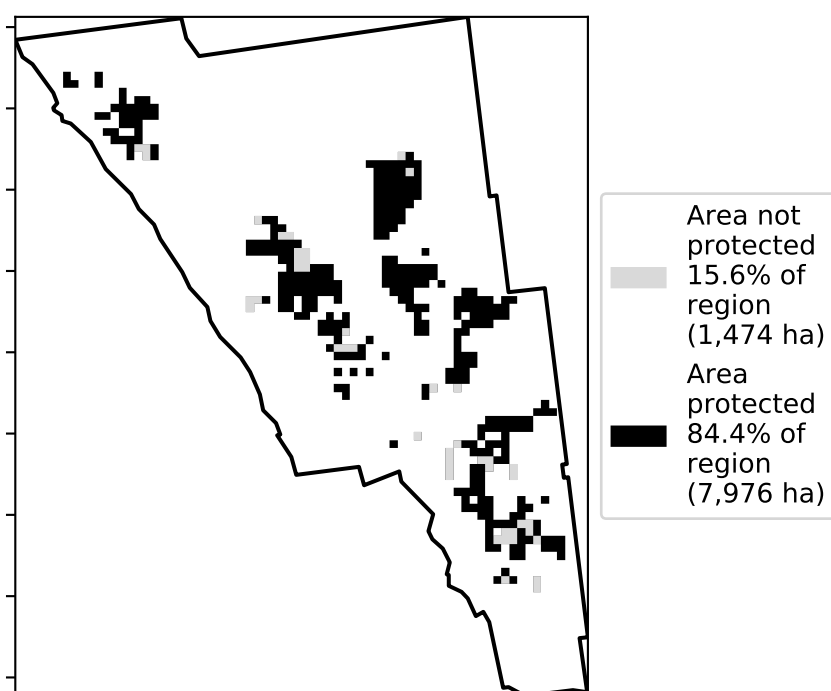 Area not
protected
15.6% of
region
(1,474 ha)
Area
protected
84.4% of
region
(7,976 ha)